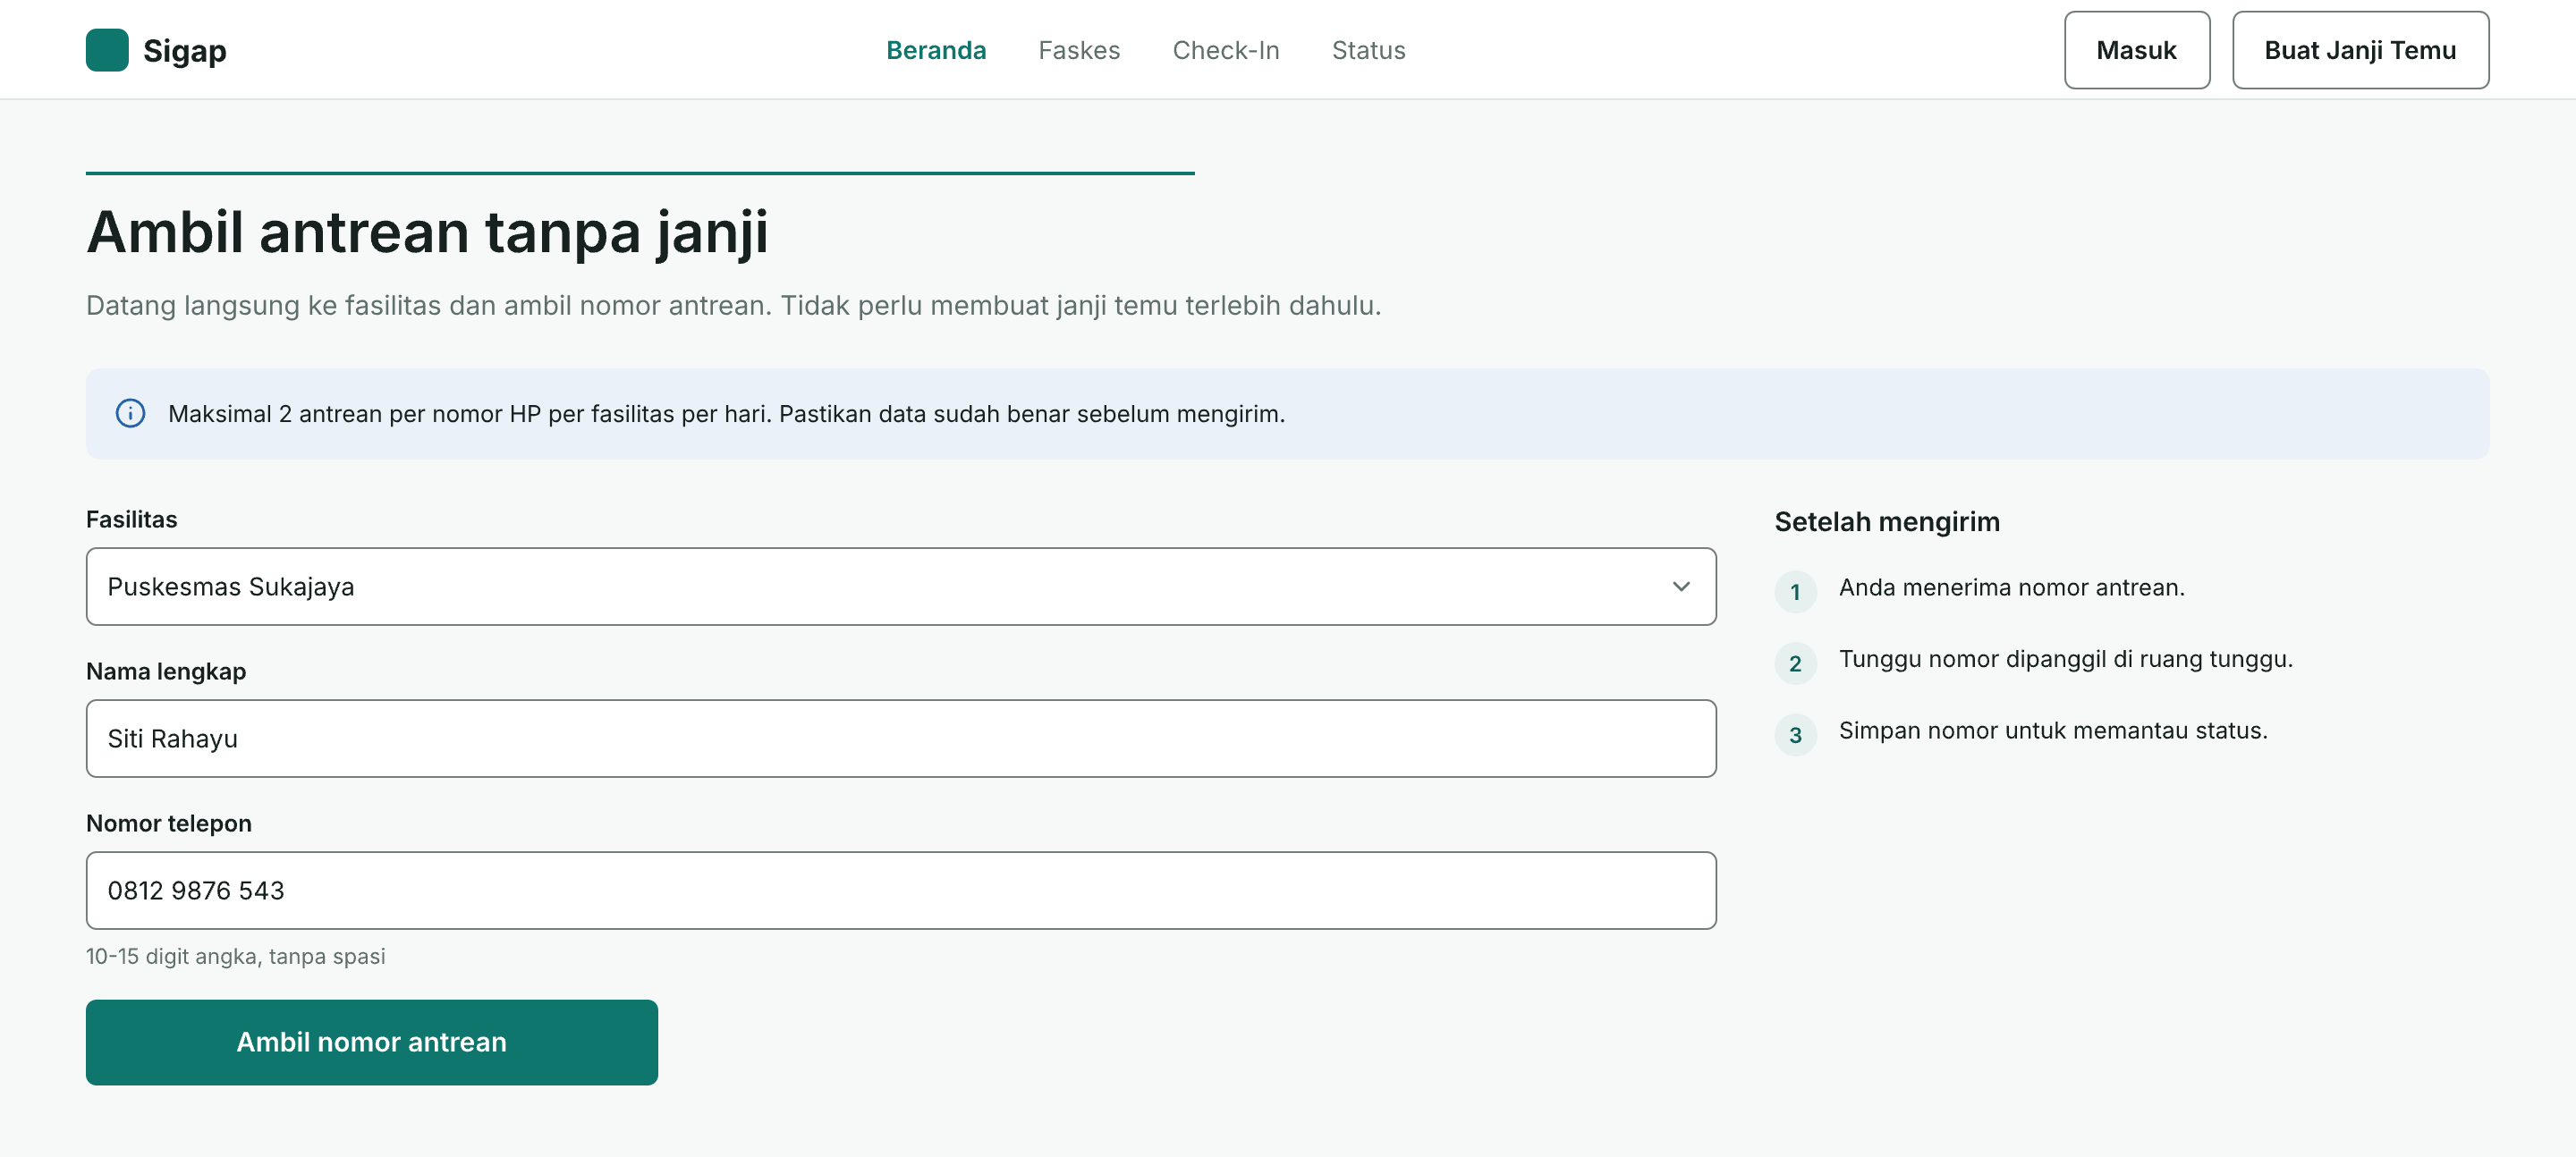 Sigap
Beranda
Faskes
Check-In
Status
Masuk
Buat Janji Temu
Ambil antrean tanpa janji
Datang langsung ke fasilitas dan ambil nomor antrean. Tidak perlu membuat janji temu terlebih dahulu.
Maksimal 2 antrean per nomor HP per fasilitas per hari. Pastikan data sudah benar sebelum mengirim.
Fasilitas
Puskesmas Sukajaya
Nama lengkap
Siti Rahayu
Nomor telepon
0812 9876 543
10-15 digit angka, tanpa spasi
Ambil nomor antrean
Setelah mengirim
1 Anda menerima nomor antrean.
2 Tunggu nomor dipanggil di ruang tunggu.
3 Simpan nomor untuk memantau status.